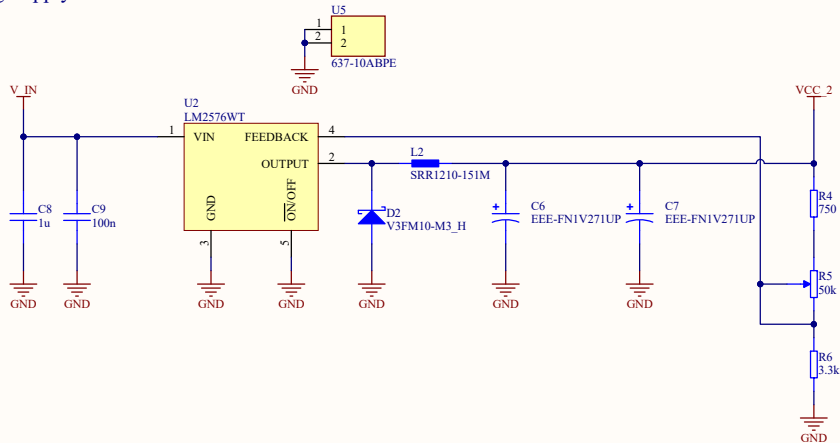 U5
1 1
2 2
637-10ABPE
GND
V_IN
VCC_2
U2
LM2576WT
1 VIN FEEDBACK 4
OUTPUT 2
GND
ON/OFF
3 5
L2
SRR1210-151M
C8
1u
C9
100n
D2
V3FM10-M3_H
C6
EEE-FN1V271UP
C7
EEE-FN1V271UP
R4
750
R5
50k
R6
3.3k
GND GND GND GND GND GND GND
GND